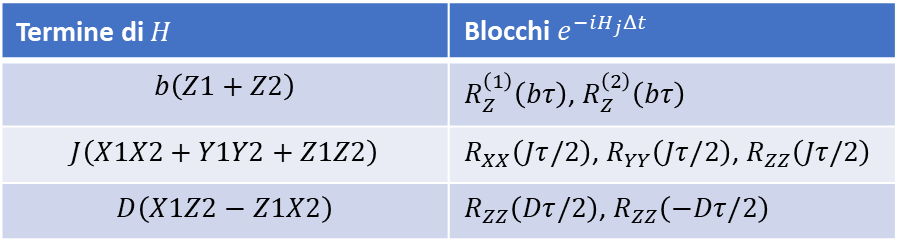 Termine di H Blocchi e^{-iH_jΔt}
b(Z1 + Z2) R_Z^{(1)}(bτ), R_Z^{(2)}(bτ)
J(X1X2 + Y1Y2 + Z1Z2) R_{XX}(Jτ/2), R_{YY}(Jτ/2), R_{ZZ}(Jτ/2)
D(X1Z2 − Z1X2) R_{ZZ}(Dτ/2), R_{ZZ}(−Dτ/2)